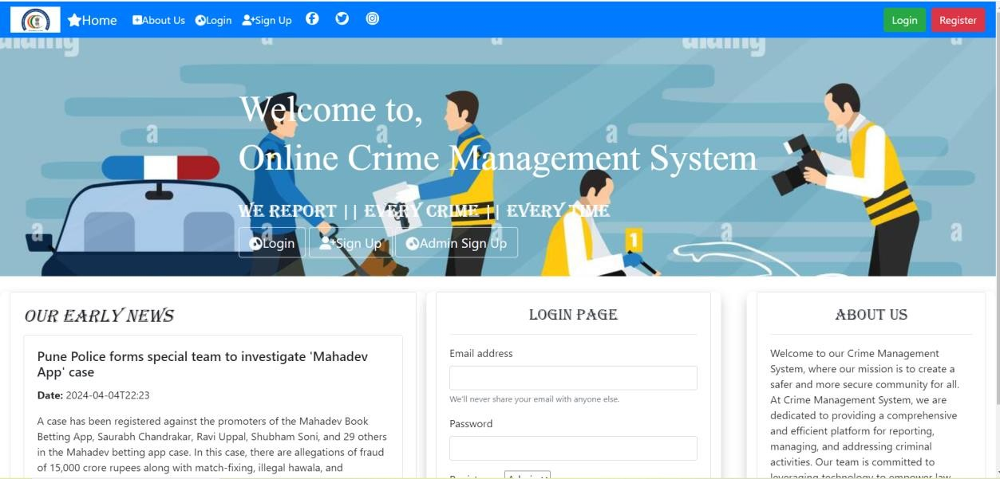 Home About Us Login Sign Up Login Register
alamy alamy
a a a
Welcome to,
Online Crime Management System
WE REPORT || EVERY CRIME || EVERY TIME
a a a a
Login Sign Up Admin Sign Up
1
OUR EARLY NEWS
Pune Police forms special team to investigate 'Mahadev
App' case
Date: 2024-04-04T22:23
A case has been registered against the promoters of the Mahadev Book
Betting App, Saurabh Chandrakar, Ravi Uppal, Shubham Soni, and 29 others
in the Mahadev betting app case. In this case, there are allegations of fraud
of 15,000 crore rupees along with match-fixing, illegal hawala, and
LOGIN PAGE
Email address
We'll never share your email with anyone else.
Password
Admin
ABOUT US
Welcome to our Crime Management
System, where our mission is to create a
safer and more secure community for all.
At Crime Management System, we are
dedicated to providing a comprehensive
and efficient platform for reporting,
managing, and addressing criminal
activities. Our team is committed to
leveraging technology to empower law